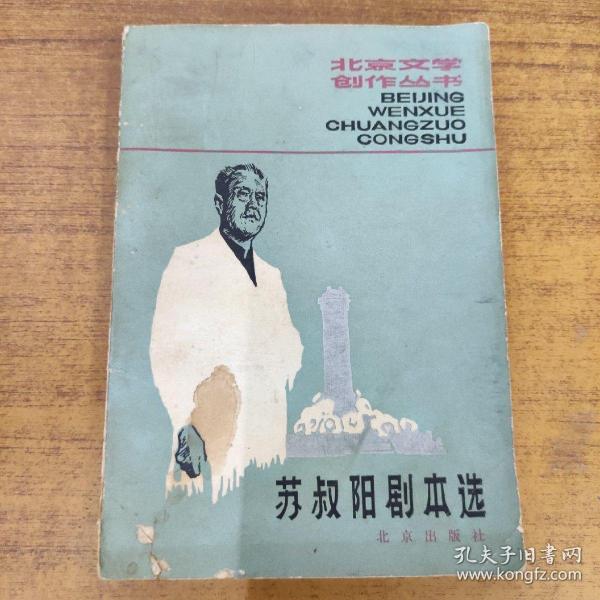 北京文学
创作丛书
BEIJING
WENXUE
CHUANGZUO
CONGSHU
苏叔阳剧本选
北京出版社
孔夫子旧书网
www.kongfz.com